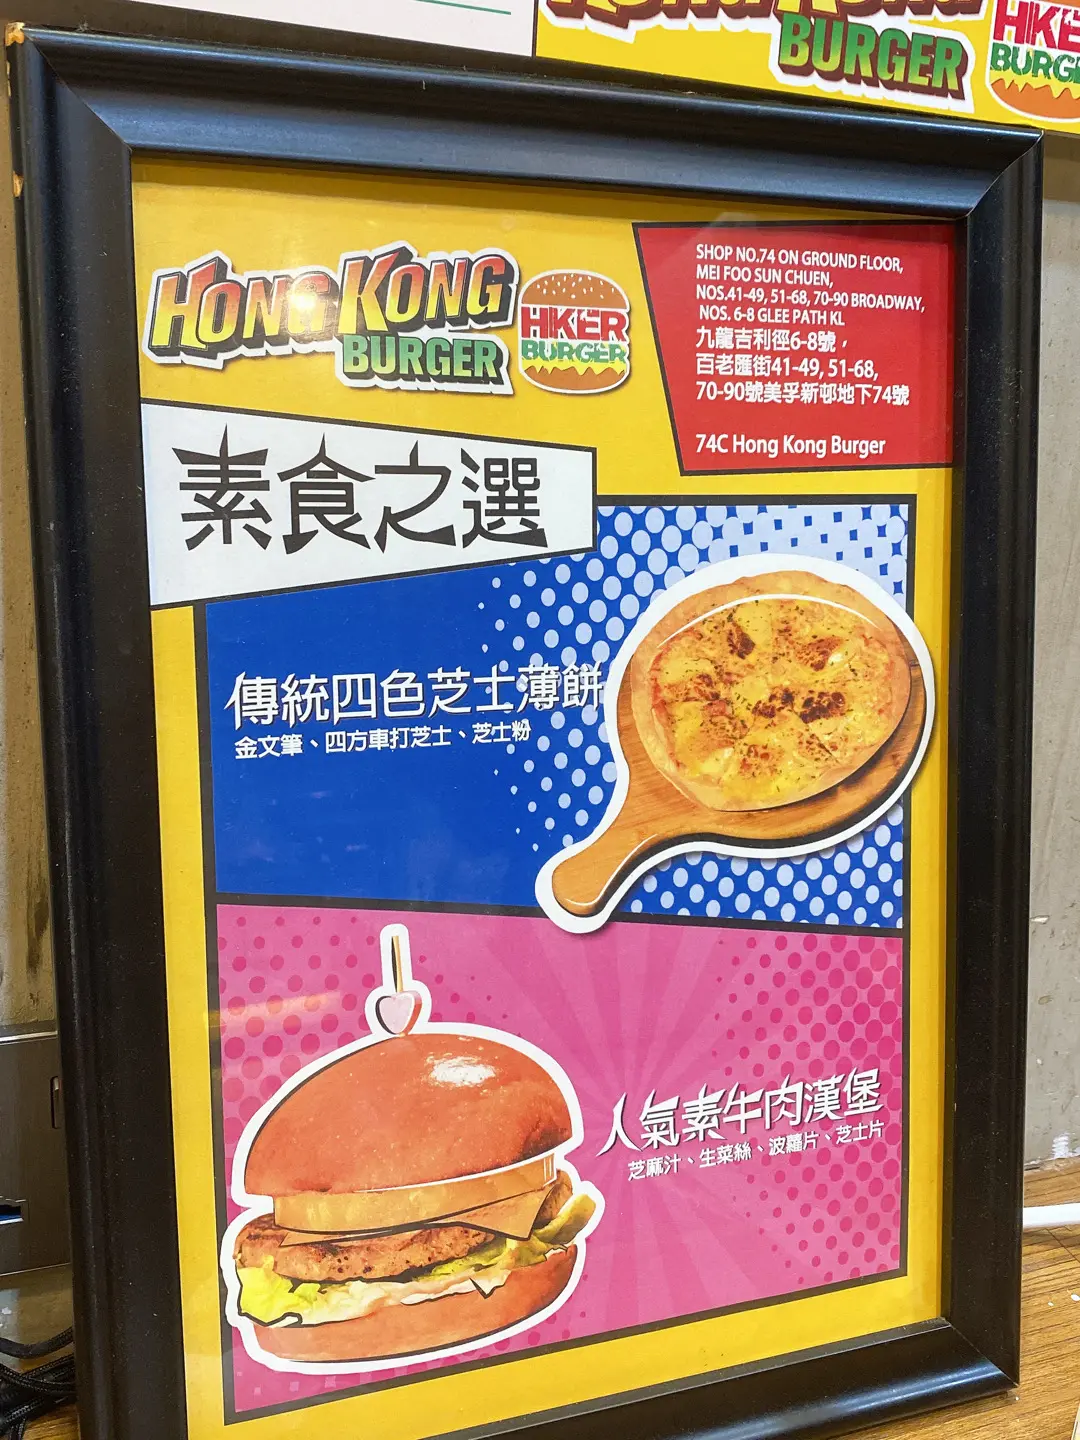 HONG KONG
BURGER
HIKE
BURGE
HONG KONG
BURGER
HIKER
BURGER
SHOP NO.74 ON GROUND FLOOR,
MEI FOO SUN CHUEN,
NOS.41-49, 51-68, 70-90 BROADWAY,
NOS. 6-8 GLEE PATH KL
九龍吉利徑6-8號，
百老匯街41-49, 51-68,
70-90號美孚新邨地下74號
74C Hong Kong Burger
素食之選
傳統四色芝士薄餅
金文筆、四方車打芝士、芝士粉
人氣素牛肉漢堡
芝麻汁、生菜絲、波蘿片、芝士片